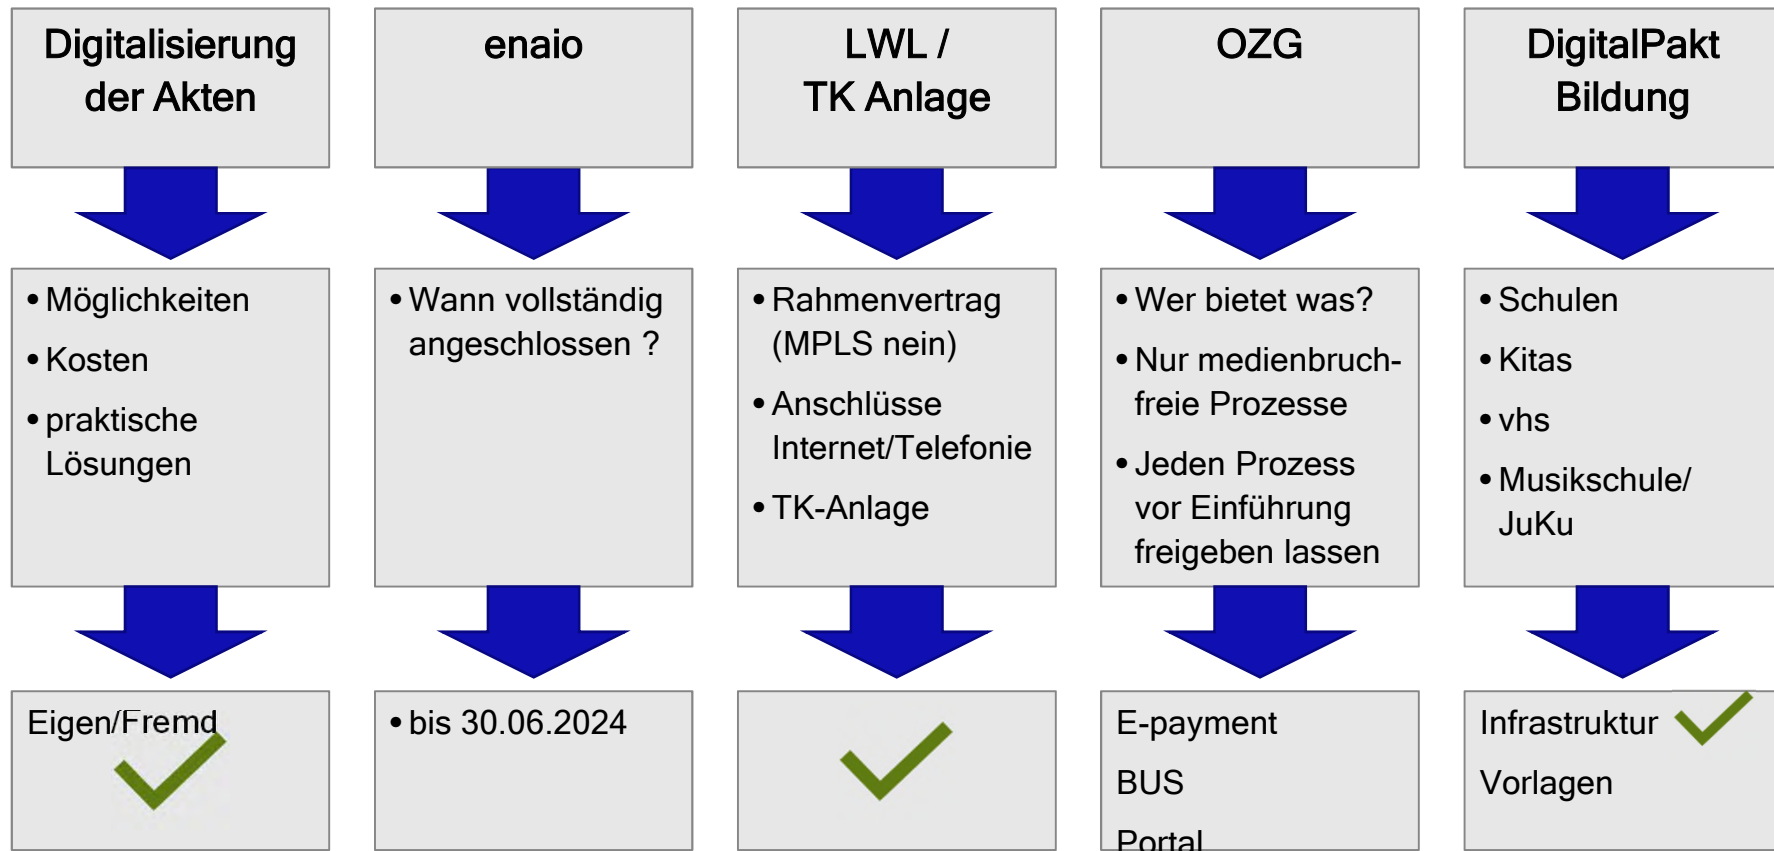 Digitalisierung
der Akten
enaio
LWL /
TK Anlage
OZG
DigitalPakt
Bildung
• Möglichkeiten
• Kosten
• praktische
Lösungen
• Wann vollständig
angeschlossen ?
• Rahmenvertrag
(MPLS nein)
• Anschlüsse
Internet/Telefonie
• TK-Anlage
• Wer bietet was?
• Nur medienbruch-
freie Prozesse
• Jeden Prozess
vor Einführung
freigeben lassen
• Schulen
• Kitas
• vhs
• Musikschule/
JuKu
Eigen/Fremd
• bis 30.06.2024
E-payment
BUS
Portal
Infrastruktur
Vorlagen